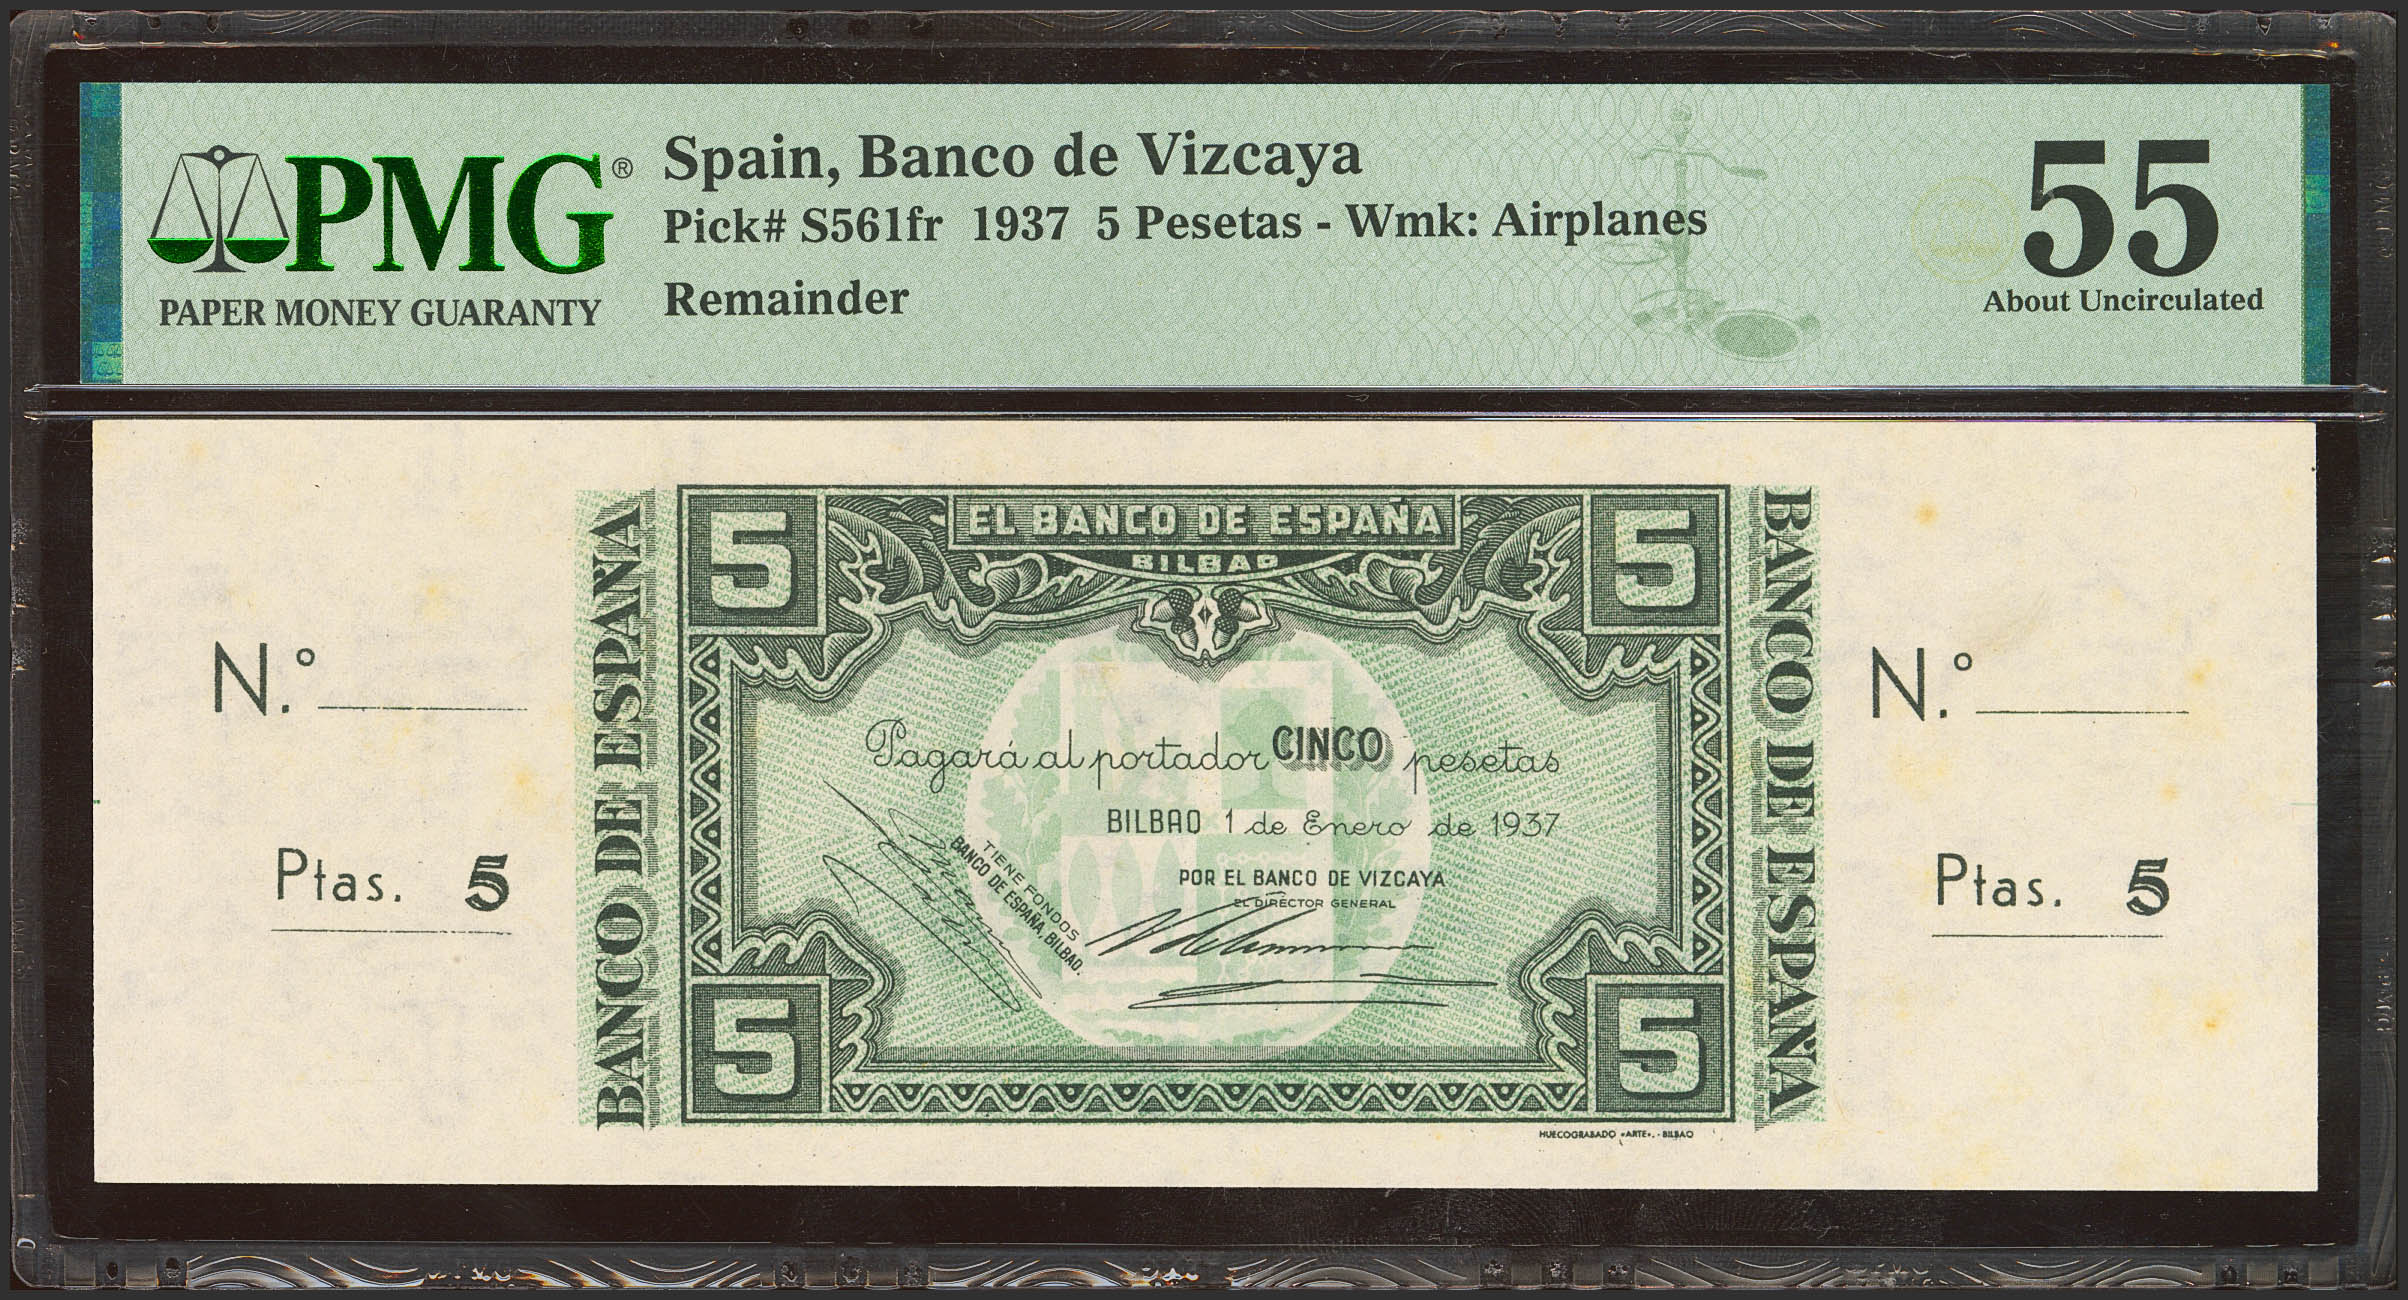 PMG®
PAPER MONEY GUARANTY
Spain, Banco de Vizcaya
Pick# S561fr 1937 5 Pesetas - Wmk: Airplanes
Remainder
55
About Uncirculated
N.º
Ptas. 5
BANCO DE ESPAÑA
5
EL BANCO DE ESPAÑA
BILBAO
5
Pagará al portador CINCO pesetas
BILBAO 1 de Enero de 1937
TIENE FONDOS
BANCO DE ESPAÑA, BILBAO.
POR EL BANCO DE VIZCAYA
EL DIRECTOR GENERAL
5
5
BANCO DE ESPAÑA
HUECOGRABADO «ARTE». - BILBAO
N.º
Ptas. 5